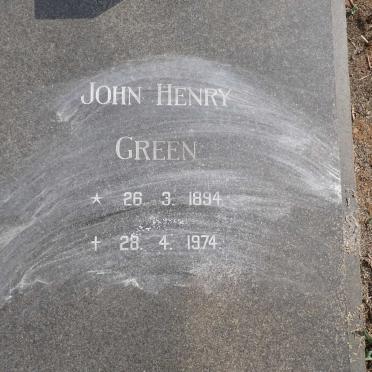 JOHN HENRY
GREEN
* 26. 3. 1894.
† 28. 4. 1974.